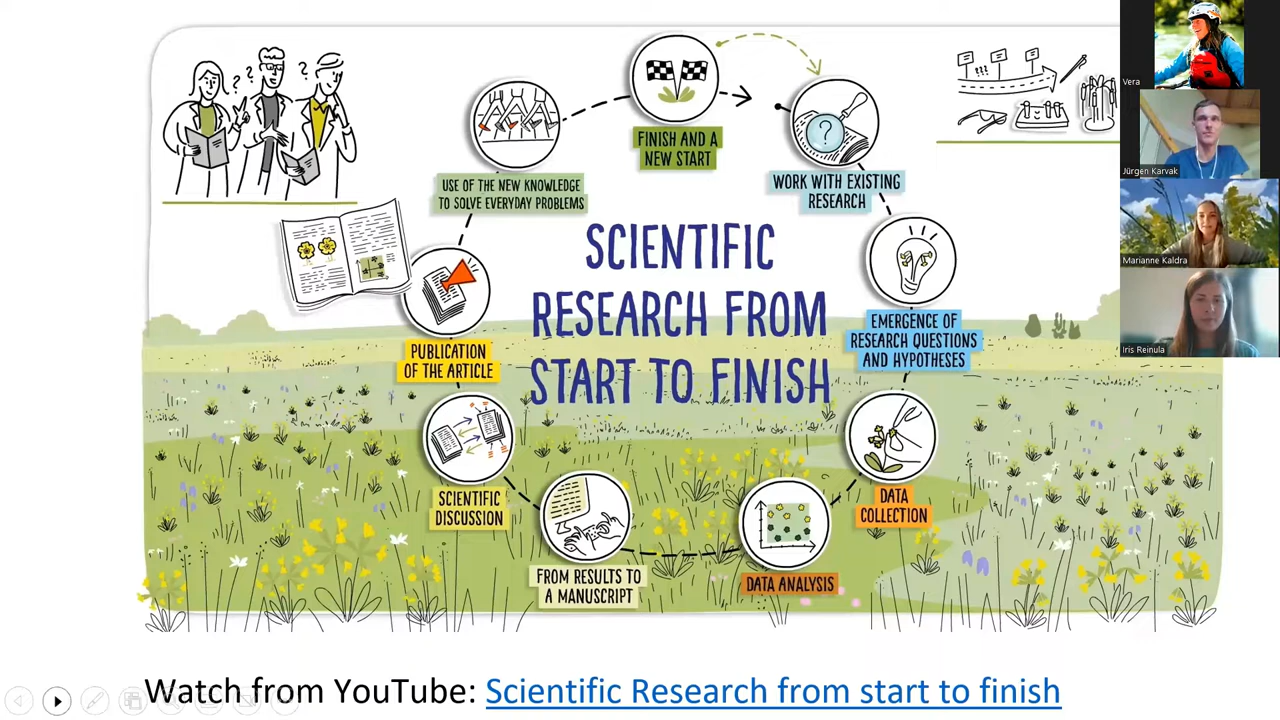 SCIENTIFIC
RESEARCH FROM
START TO FINISH
FINISH AND A
NEW START
WORK WITH EXISTING
RESEARCH
EMERGENCE OF
RESEARCH QUESTIONS
AND HYPOTHESES
DATA
COLLECTION
DATA ANALYSIS
FROM RESULTS TO
A MANUSCRIPT
SCIENTIFIC
DISCUSSION
PUBLICATION
OF THE ARTICLE
USE OF THE NEW KNOWLEDGE
TO SOLVE EVERYDAY PROBLEMS
? ? ?
?
?
Vera
Jürgen Karvak
Marianne Kaldra
Iris Reinula
Watch from YouTube: Scientific Research from start to finish